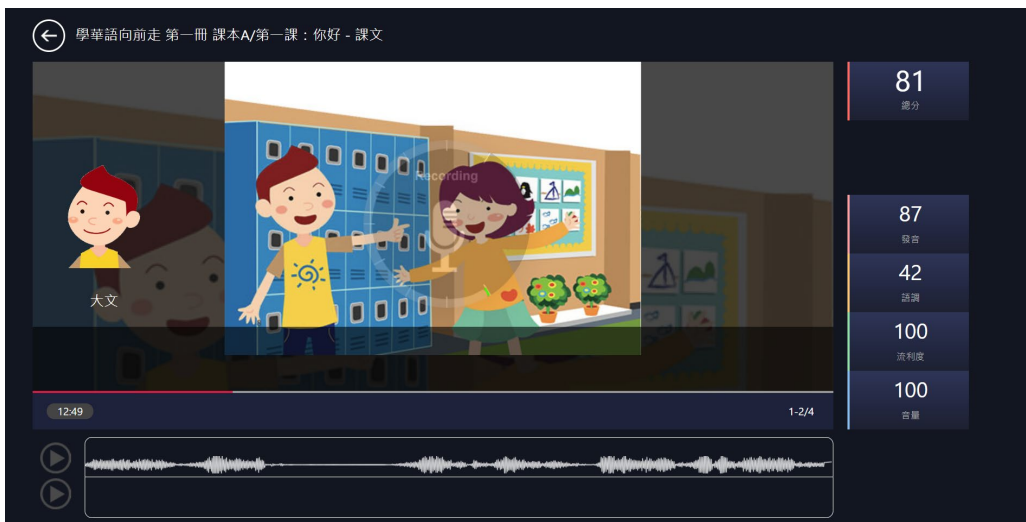 學華語向前走 第一冊 課本A/第一課：你好 - 課文
81
總分
Recording
大文
87
發音
42
語調
100
流利度
100
音量
12:49
1-2/4